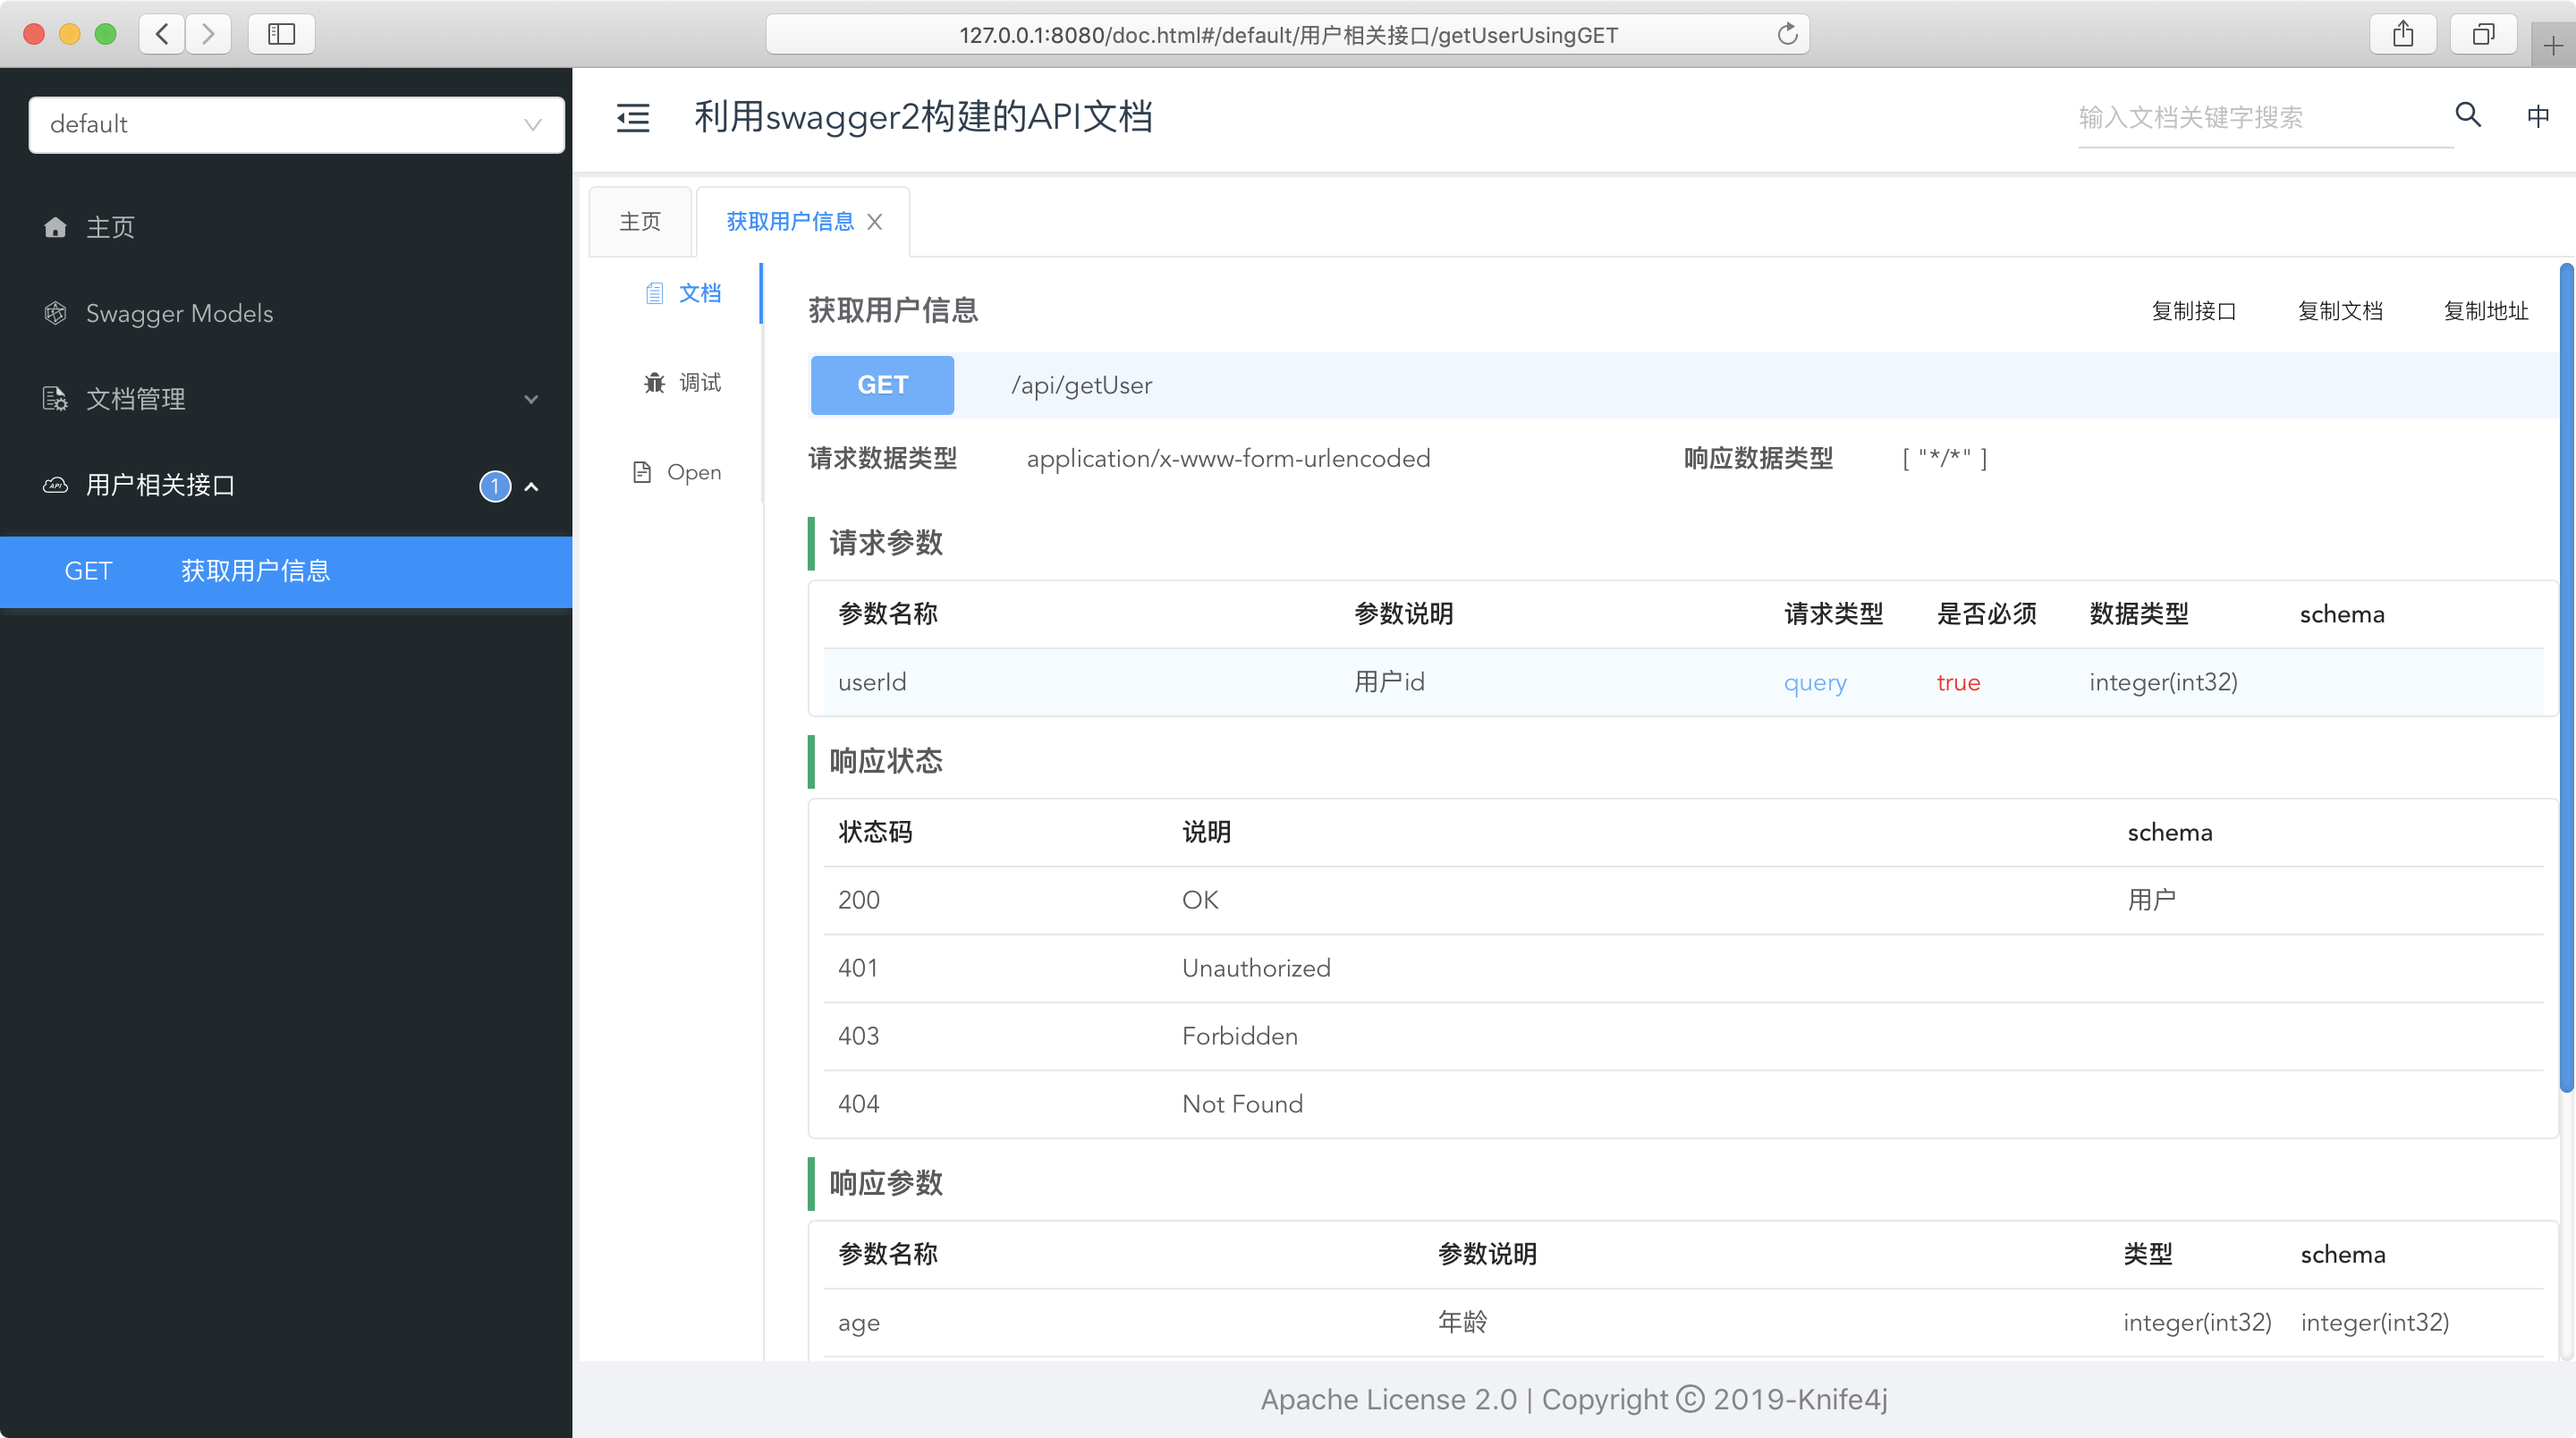 127.0.0.1:8080/doc.html#/default/用户相关接口/getUserUsingGET
default
主页
Swagger Models
文档管理
API 用户相关接口 1
GET 获取用户信息
利用swagger2构建的API文档 输入文档关键字搜索 中
主页 获取用户信息
文档
调试
Open
获取用户信息 复制接口 复制文档 复制地址
GET /api/getUser
请求数据类型 application/x-www-form-urlencoded 响应数据类型 [ "*/*" ]
请求参数
参数名称 参数说明 请求类型 是否必须 数据类型 schema
userId 用户id query true integer(int32)
响应状态
状态码 说明 schema
200 OK 用户
401 Unauthorized
403 Forbidden
404 Not Found
响应参数
参数名称 参数说明 类型 schema
age 年龄 integer(int32) integer(int32)
Apache License 2.0 | Copyright © 2019-Knife4j